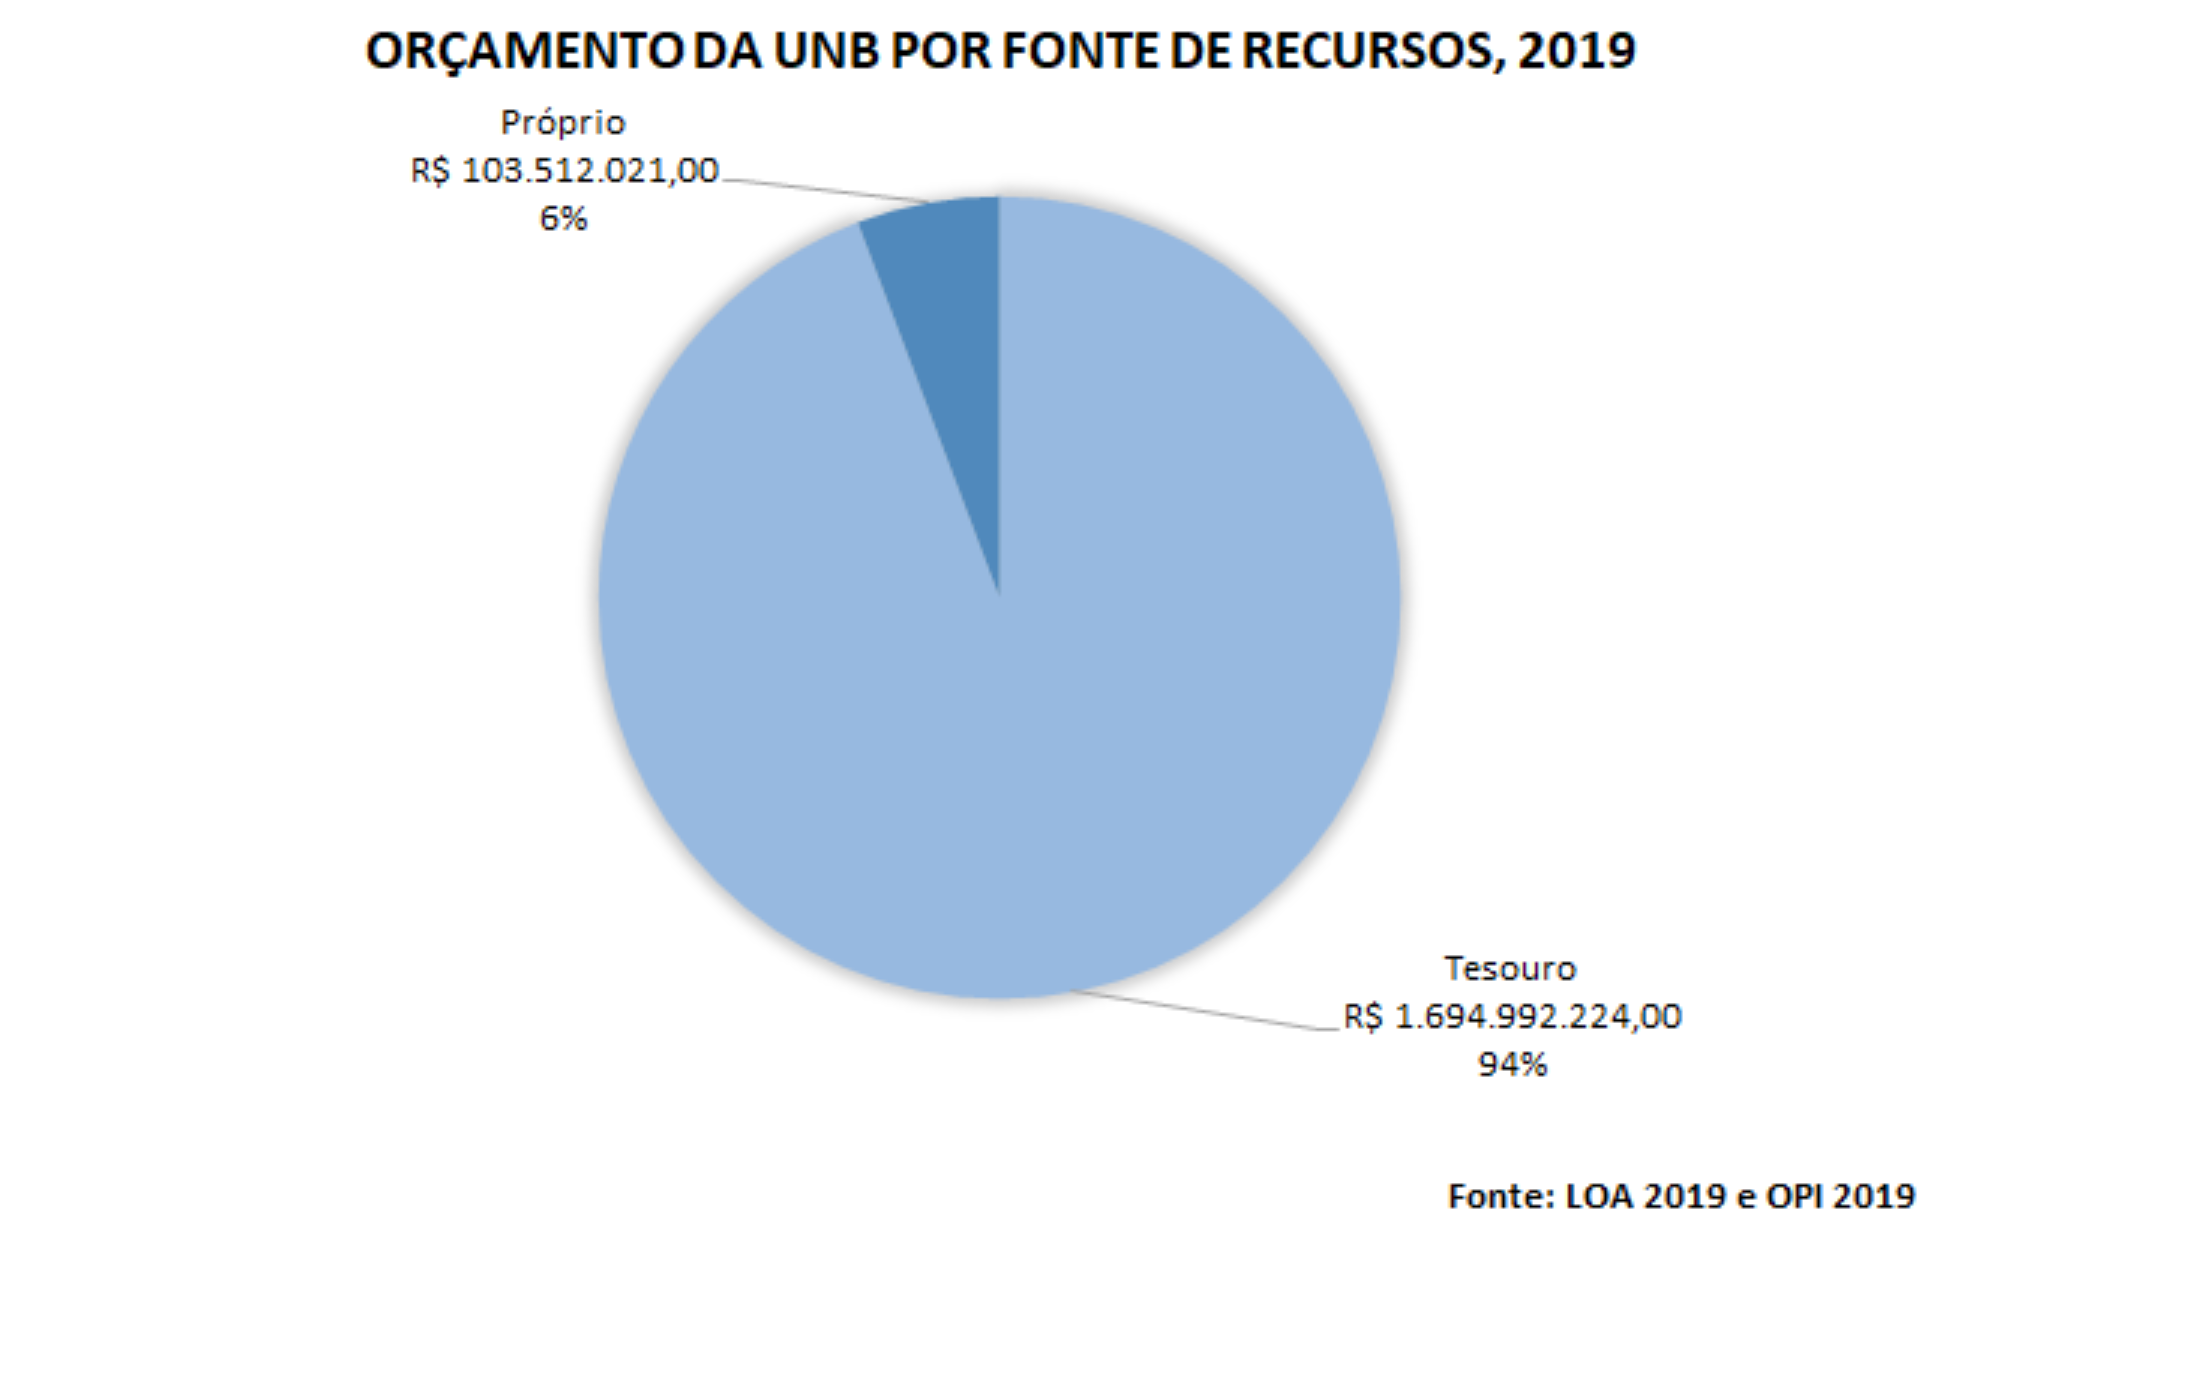 ORÇAMENTO DA UNB POR FONTE DE RECURSOS, 2019
Próprio
R$ 103.512.021,00
6%
Tesouro
R$ 1.694.992.224,00
94%
Fonte: LOA 2019 e OPI 2019